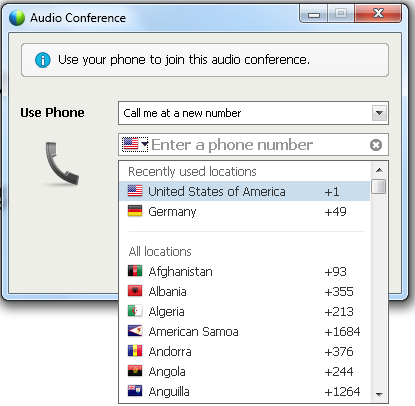 Audio Conference
Use your phone to join this audio conference.
Use Phone
Call me at a new number
Enter a phone number
Recently used locations
United States of America +1
Germany +49
All locations
Afghanistan +93
Albania +355
Algeria +213
American Samoa +1684
Andorra +376
Angola +244
Anguilla +1264